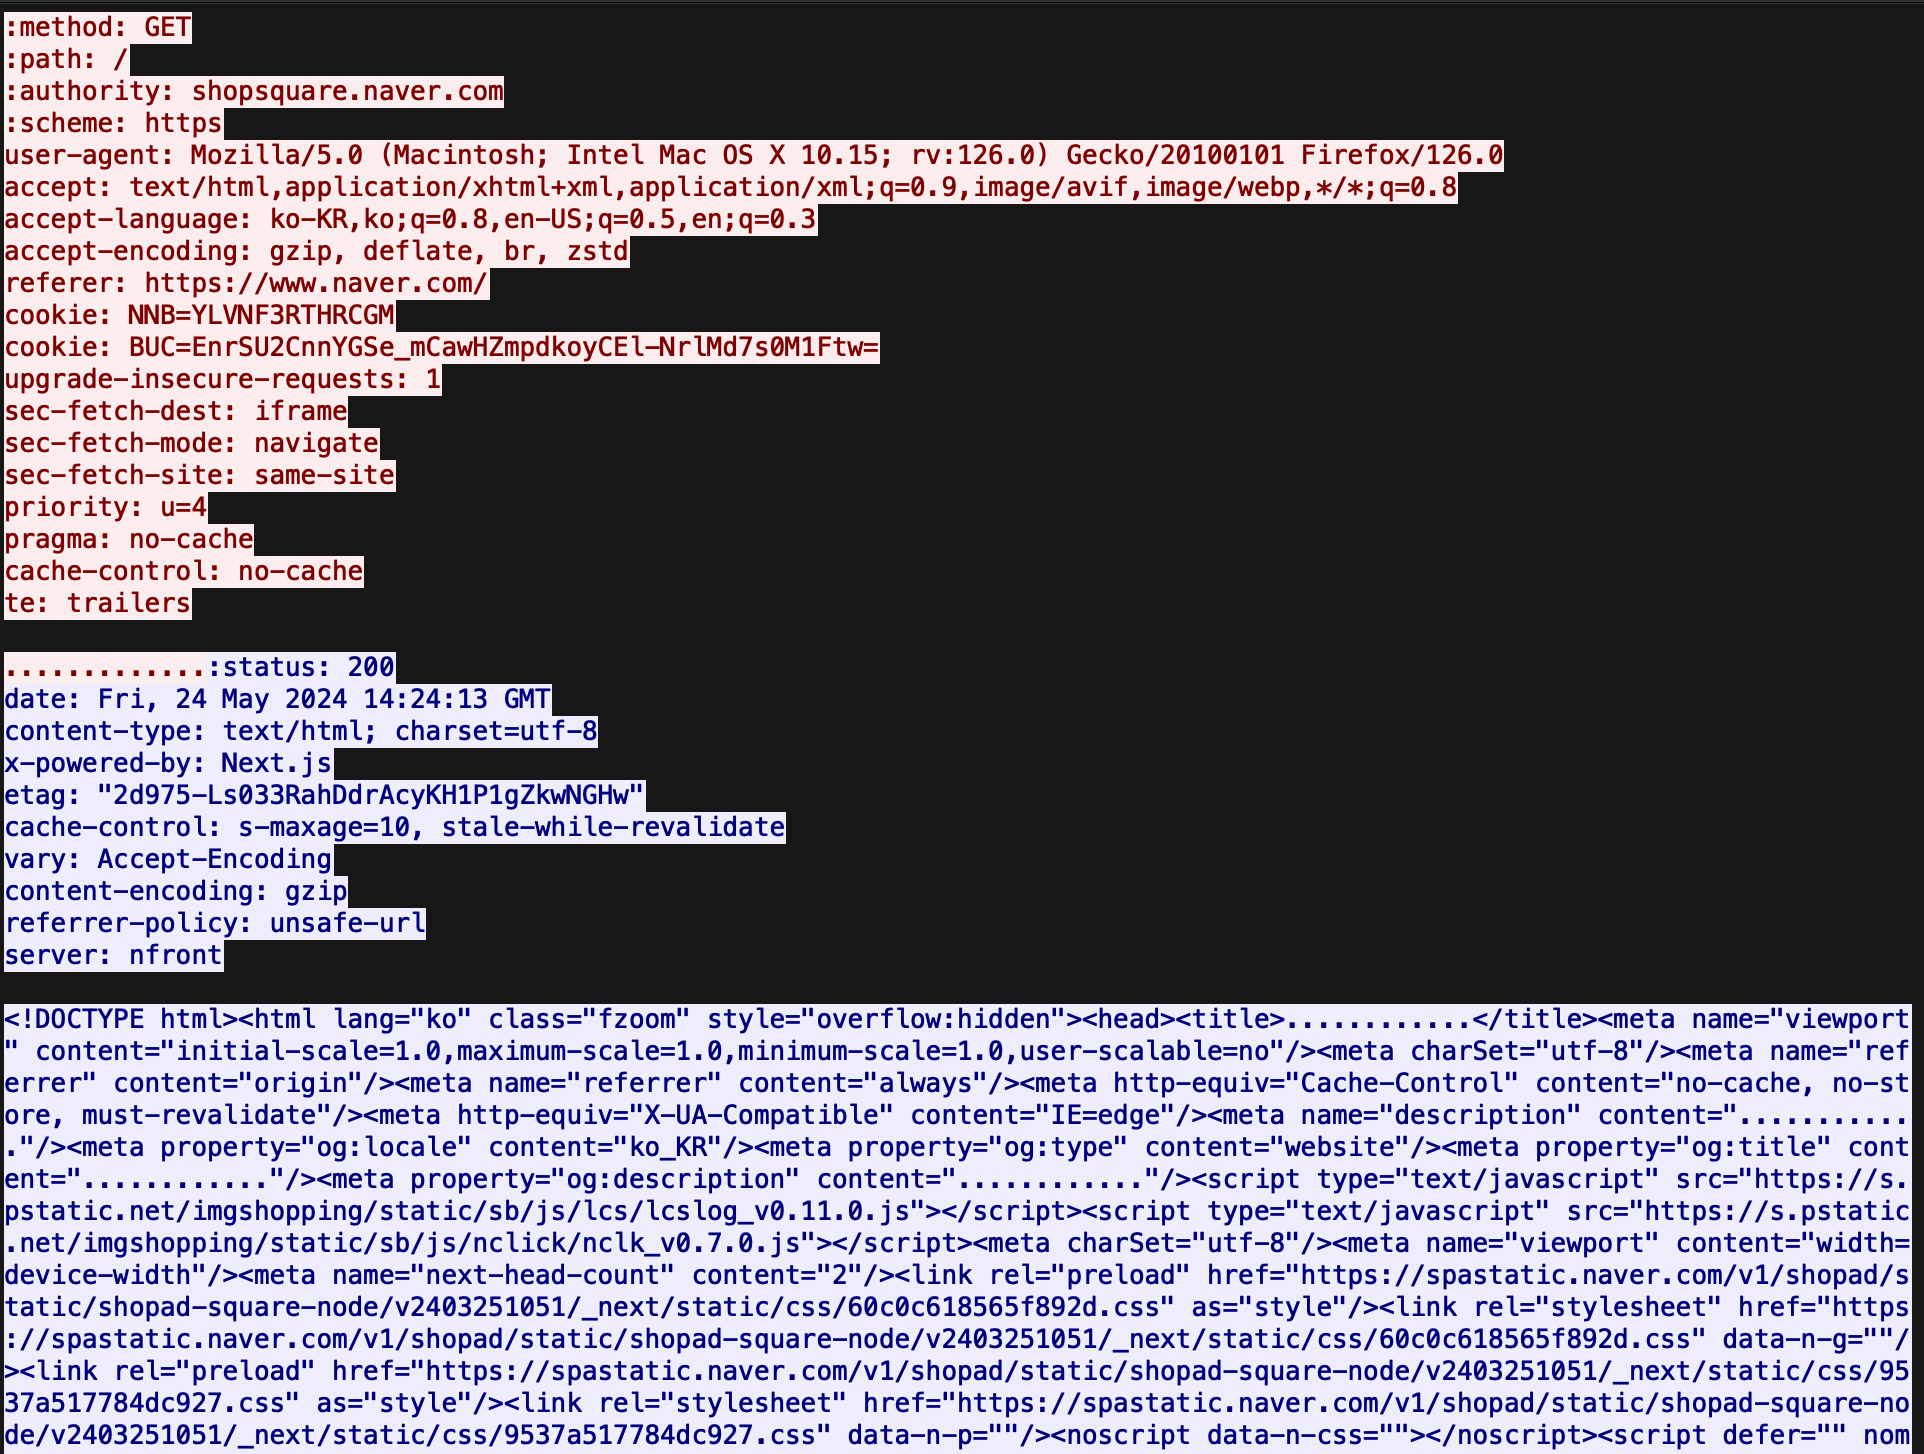 :method: GET
:path: /
:authority: shopsquare.naver.com
:scheme: https
user-agent: Mozilla/5.0 (Macintosh; Intel Mac OS X 10.15; rv:126.0) Gecko/20100101 Firefox/126.0
accept: text/html,application/xhtml+xml,application/xml;q=0.9,image/avif,image/webp,*/*;q=0.8
accept-language: ko-KR,ko;q=0.8,en-US;q=0.5,en;q=0.3
accept-encoding: gzip, deflate, br, zstd
referer: https://www.naver.com/
cookie: NNB=YLVNF3RTHRCGM
cookie: BUC=EnrSU2CnnYGSe_mCawHZmpdkoyCEl-NrlMd7s0M1Ftw=
upgrade-insecure-requests: 1
sec-fetch-dest: iframe
sec-fetch-mode: navigate
sec-fetch-site: same-site
priority: u=4
pragma: no-cache
cache-control: no-cache
te: trailers
.............:status: 200
date: Fri, 24 May 2024 14:24:13 GMT
content-type: text/html; charset=utf-8
x-powered-by: Next.js
etag: "2d975-Ls033RahDdrAcyKH1P1gZkwNGHw"
cache-control: s-maxage=10, stale-while-revalidate
vary: Accept-Encoding
content-encoding: gzip
referrer-policy: unsafe-url
server: nfront
<!DOCTYPE html><html lang="ko" class="fzoom" style="overflow:hidden"><head><title>............</title><meta name="viewport
" content="initial-scale=1.0,maximum-scale=1.0,minimum-scale=1.0,user-scalable=no"/><meta charSet="utf-8"/><meta name="ref
errer" content="origin"/><meta name="referrer" content="always"/><meta http-equiv="Cache-Control" content="no-cache, no-st
ore, must-revalidate"/><meta http-equiv="X-UA-Compatible" content="IE=edge"/><meta name="description" content="...........
."/><meta property="og:locale" content="ko_KR"/><meta property="og:type" content="website"/><meta property="og:title" cont
ent="............"/><meta property="og:description" content="............"/><script type="text/javascript" src="https://s.
pstatic.net/imgshopping/static/sb/js/lcs/lcslog_v0.11.0.js"></script><script type="text/javascript" src="https://s.pstatic
.net/imgshopping/static/sb/js/nclick/nclk_v0.7.0.js"></script><meta charSet="utf-8"/><meta name="viewport" content="width=
device-width"/><meta name="next-head-count" content="2"/><link rel="preload" href="https://spastatic.naver.com/v1/shopad/s
tatic/shopad-square-node/v2403251051/_next/static/css/60c0c618565f892d.css" as="style"/><link rel="stylesheet" href="https
://spastatic.naver.com/v1/shopad/static/shopad-square-node/v2403251051/_next/static/css/60c0c618565f892d.css" data-n-g=""/
><link rel="preload" href="https://spastatic.naver.com/v1/shopad/static/shopad-square-node/v2403251051/_next/static/css/95
37a517784dc927.css" as="style"/><link rel="stylesheet" href="https://spastatic.naver.com/v1/shopad/static/shopad-square-no
de/v2403251051/_next/static/css/9537a517784dc927.css" data-n-p=""/><noscript data-n-css=""></noscript><script defer="" nom